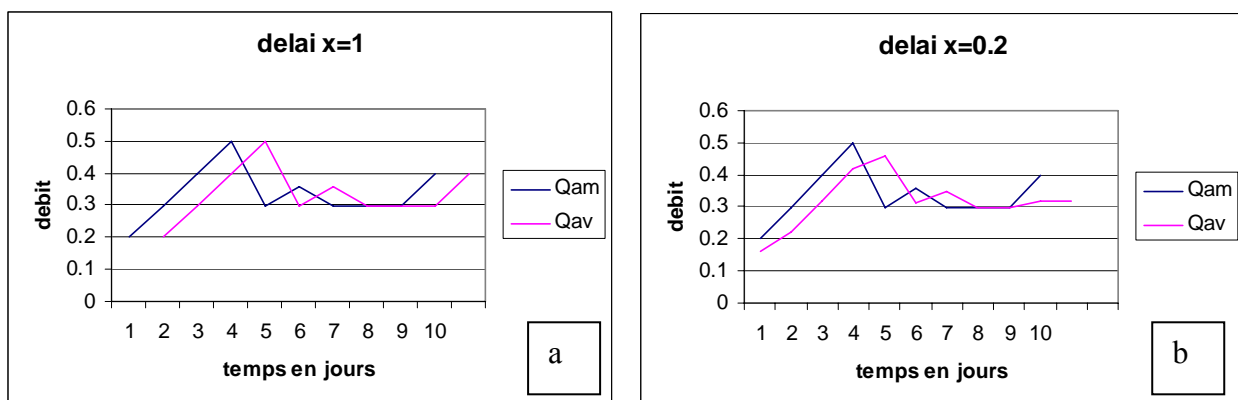 delai x=1
0.6
0.5
0.4
0.3
0.2
0.1
0
debit
1 2 3 4 5 6 7 8 9 10
temps en jours
Qam
Qav
a
delai x=0.2
0.6
0.5
0.4
0.3
0.2
0.1
0
debit
1 2 3 4 5 6 7 8 9 10
temps en jours
Qam
Qav
b